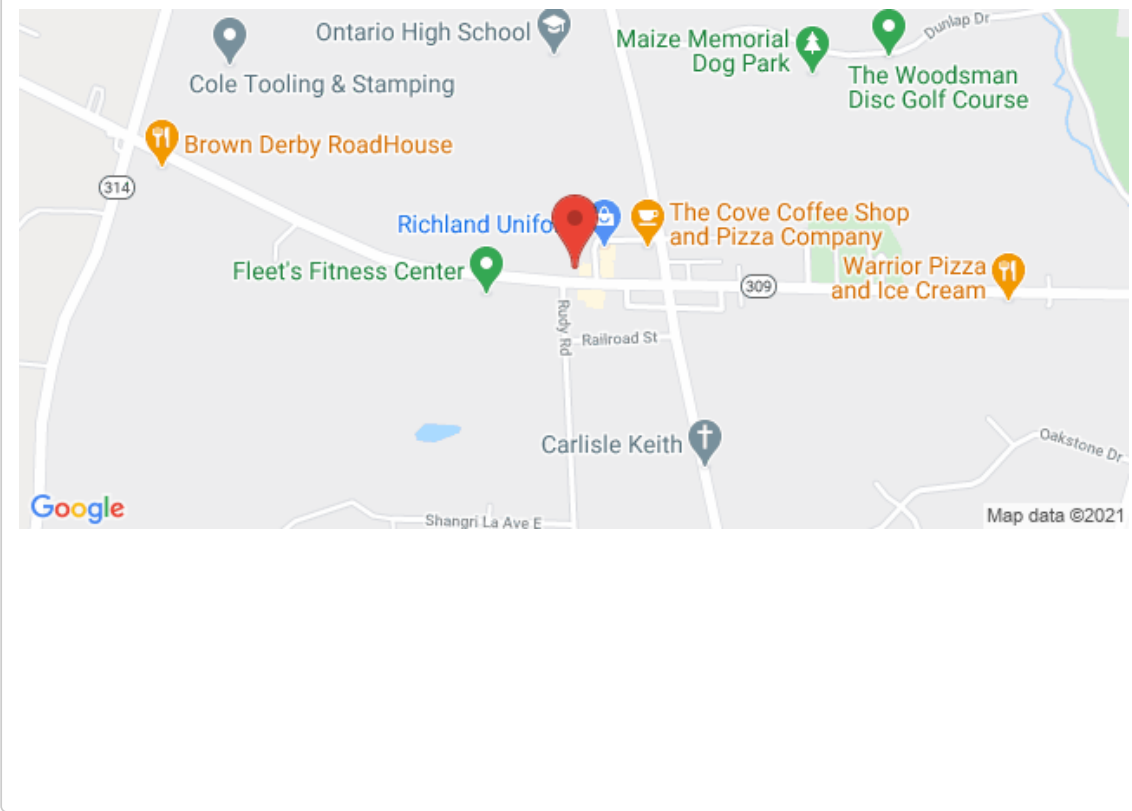 Ontario High School
Dunlap Dr
Maize Memorial
Dog Park
The Woodsman
Disc Golf Course
Cole Tooling & Stamping
Brown Derby RoadHouse
314
Richland Unifo
The Cove Coffee Shop
and Pizza Company
Fleet's Fitness Center
Warrior Pizza
and Ice Cream
309
Rudy Rd
Railroad St
Carlisle Keith
Oakstone Dr
Google
Shangri La Ave E
Map data ©2021